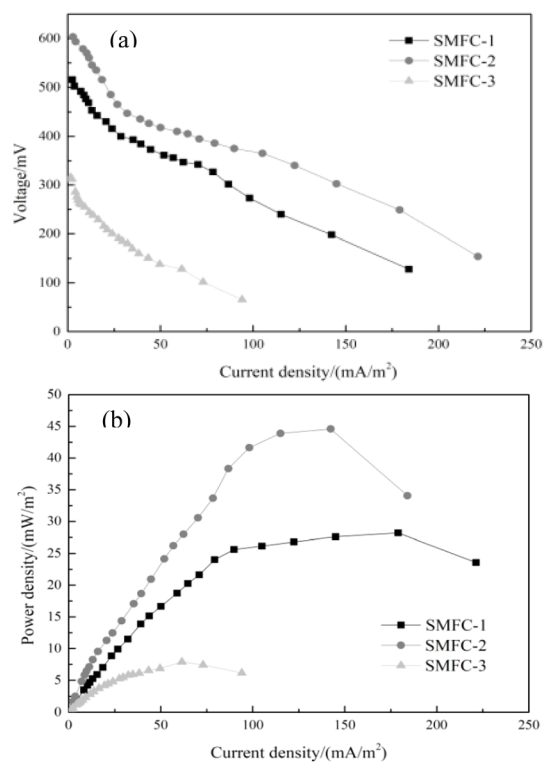 (a)
SMFC-1
SMFC-2
SMFC-3
600
500
400
300
200
100
0
Voltage/mV
0 50 100 150 200 250
Current density/(mA/m²)
(b)
50
45
40
35
30
25
20
15
10
5
0
Power density/(mW/m²)
SMFC-1
SMFC-2
SMFC-3
0 50 100 150 200 250
Current density/(mA/m²)